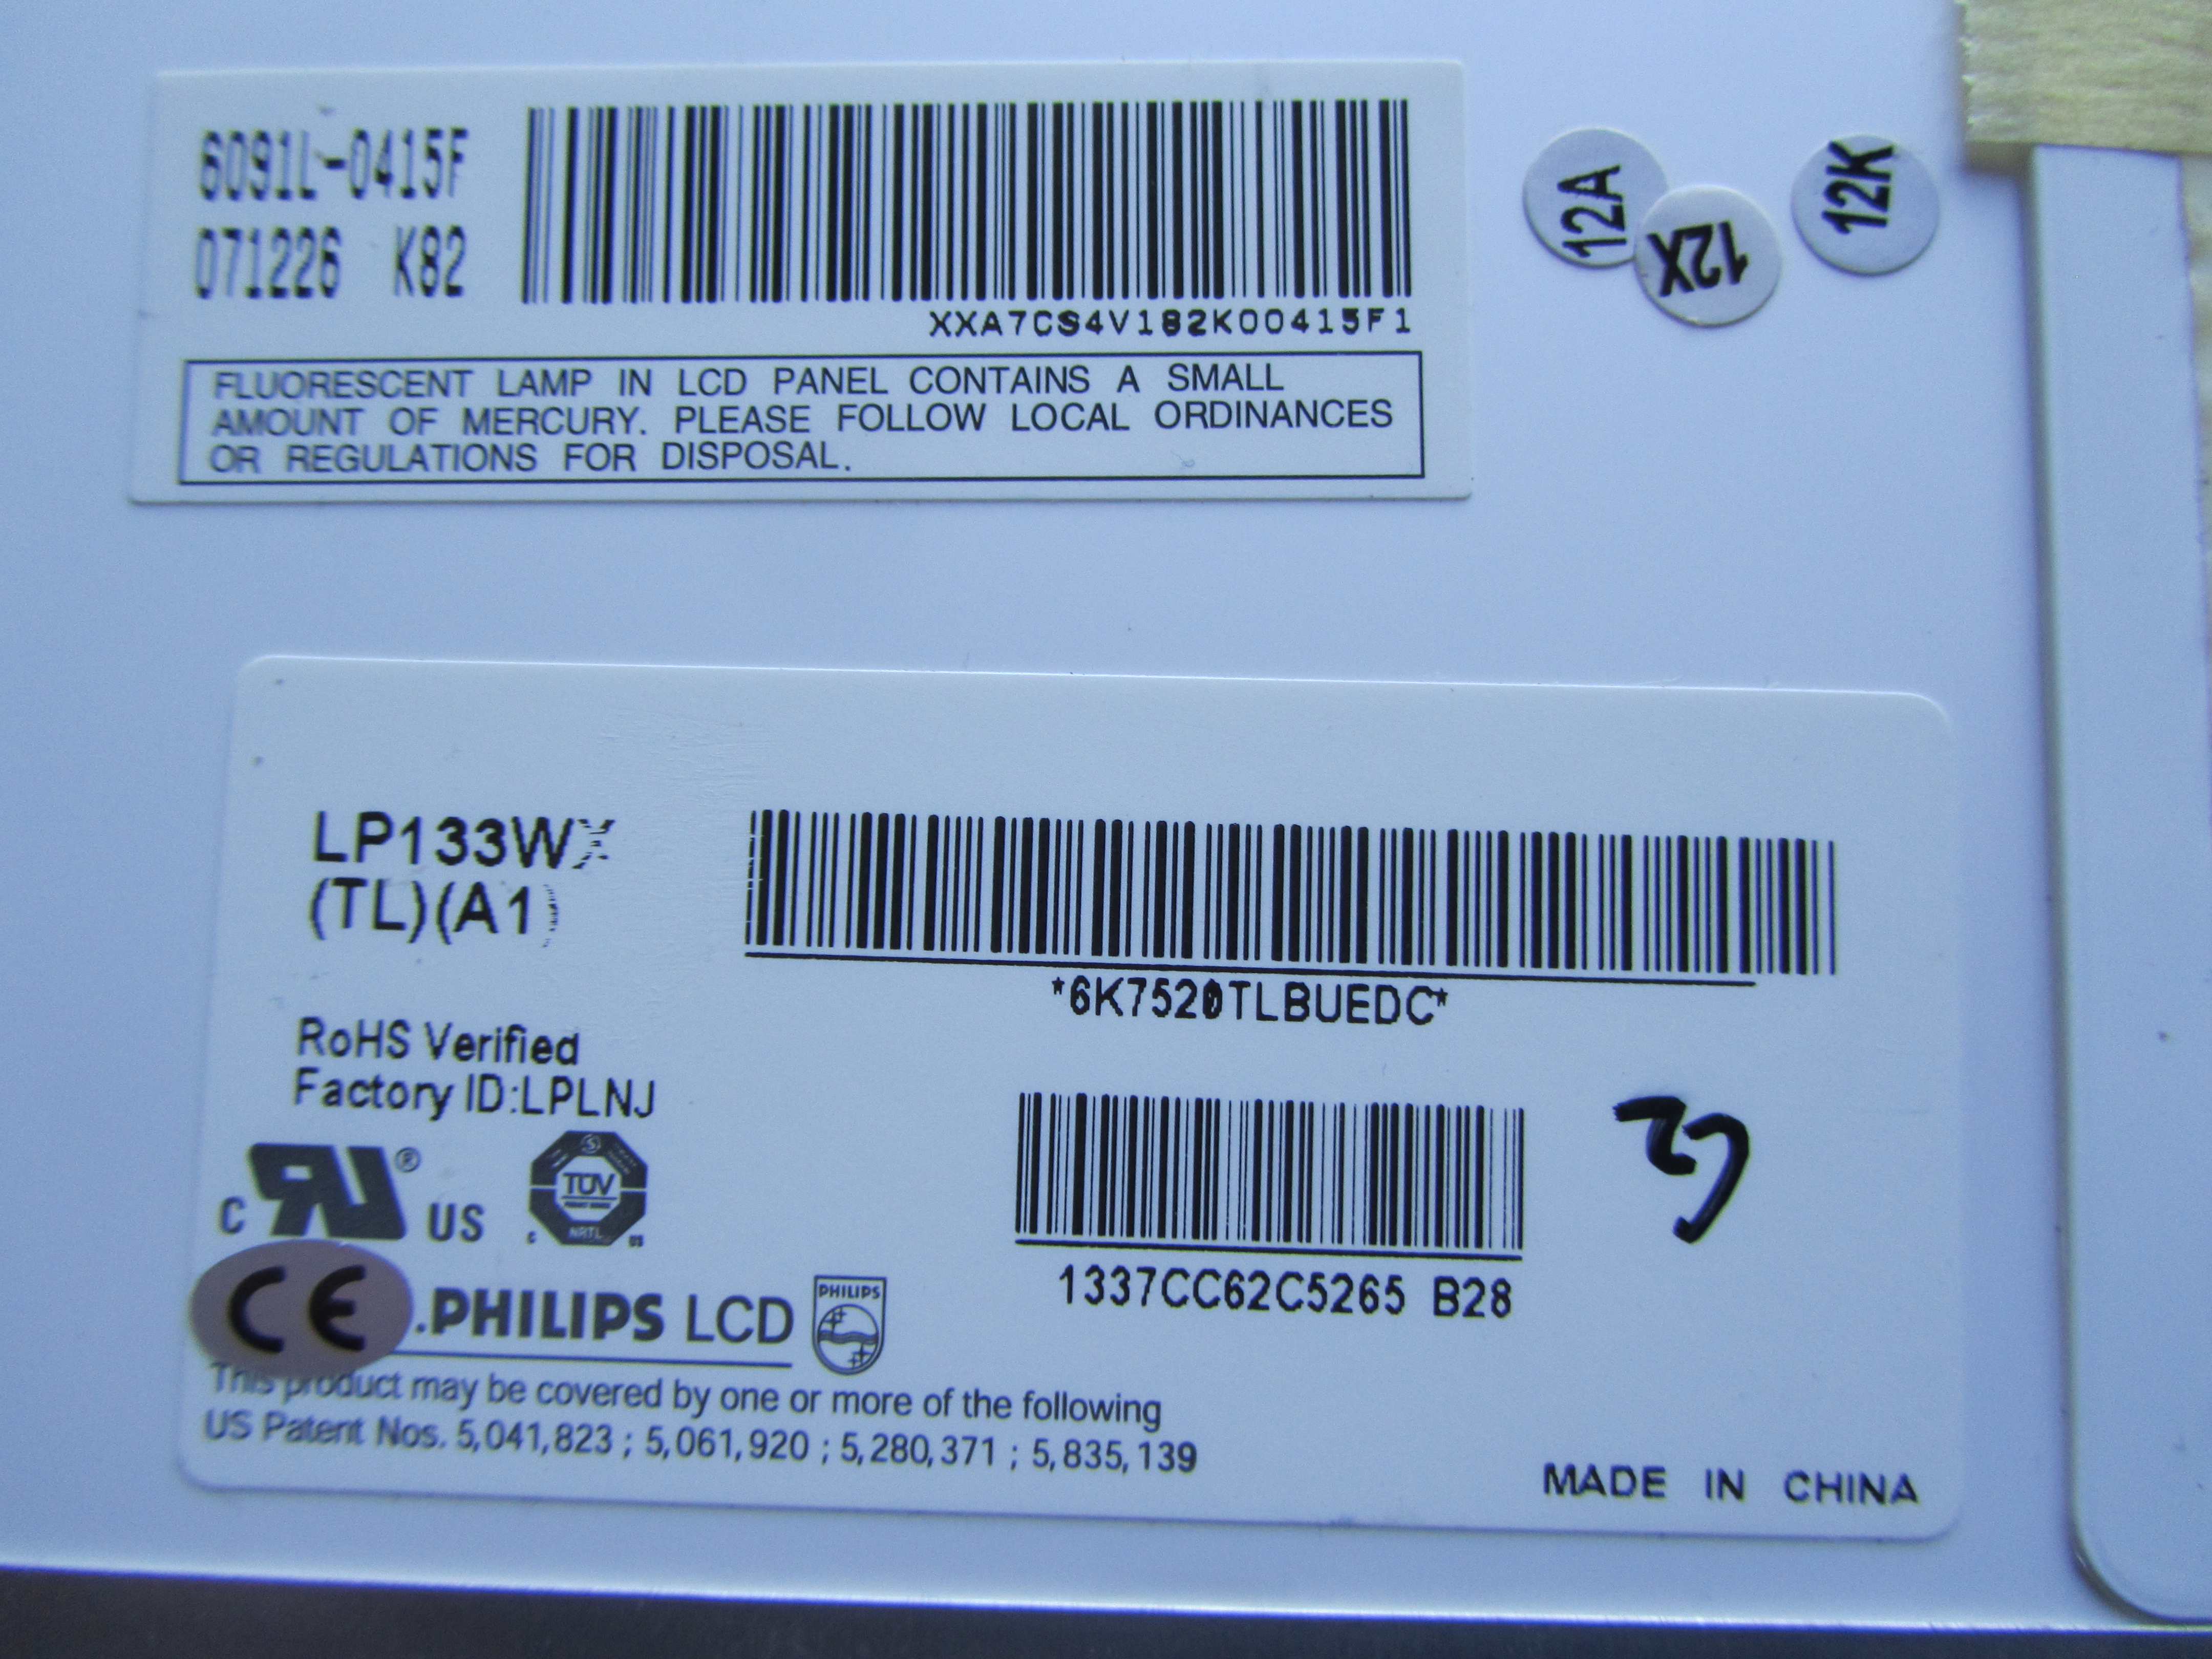 6091L-0415F
071226 K82
XXA7CS4V182K00415F1
FLUORESCENT LAMP IN LCD PANEL CONTAINS A SMALL
AMOUNT OF MERCURY. PLEASE FOLLOW LOCAL ORDINANCES
OR REGULATIONS FOR DISPOSAL.
12A
12X
12K
LP133WX
(TL)(A1)
*6K7520TLBUEDC*
RoHS Verified
Factory ID:LPLNJ
C US ®
TUV
NRTL
C US
1337CC62C5265 B28
CE
.PHILIPS LCD
PHILIPS
This product may be covered by one or more of the following
US Patent Nos. 5,041,823 ; 5,061,920 ; 5,280,371 ; 5,835,139
MADE IN CHINA